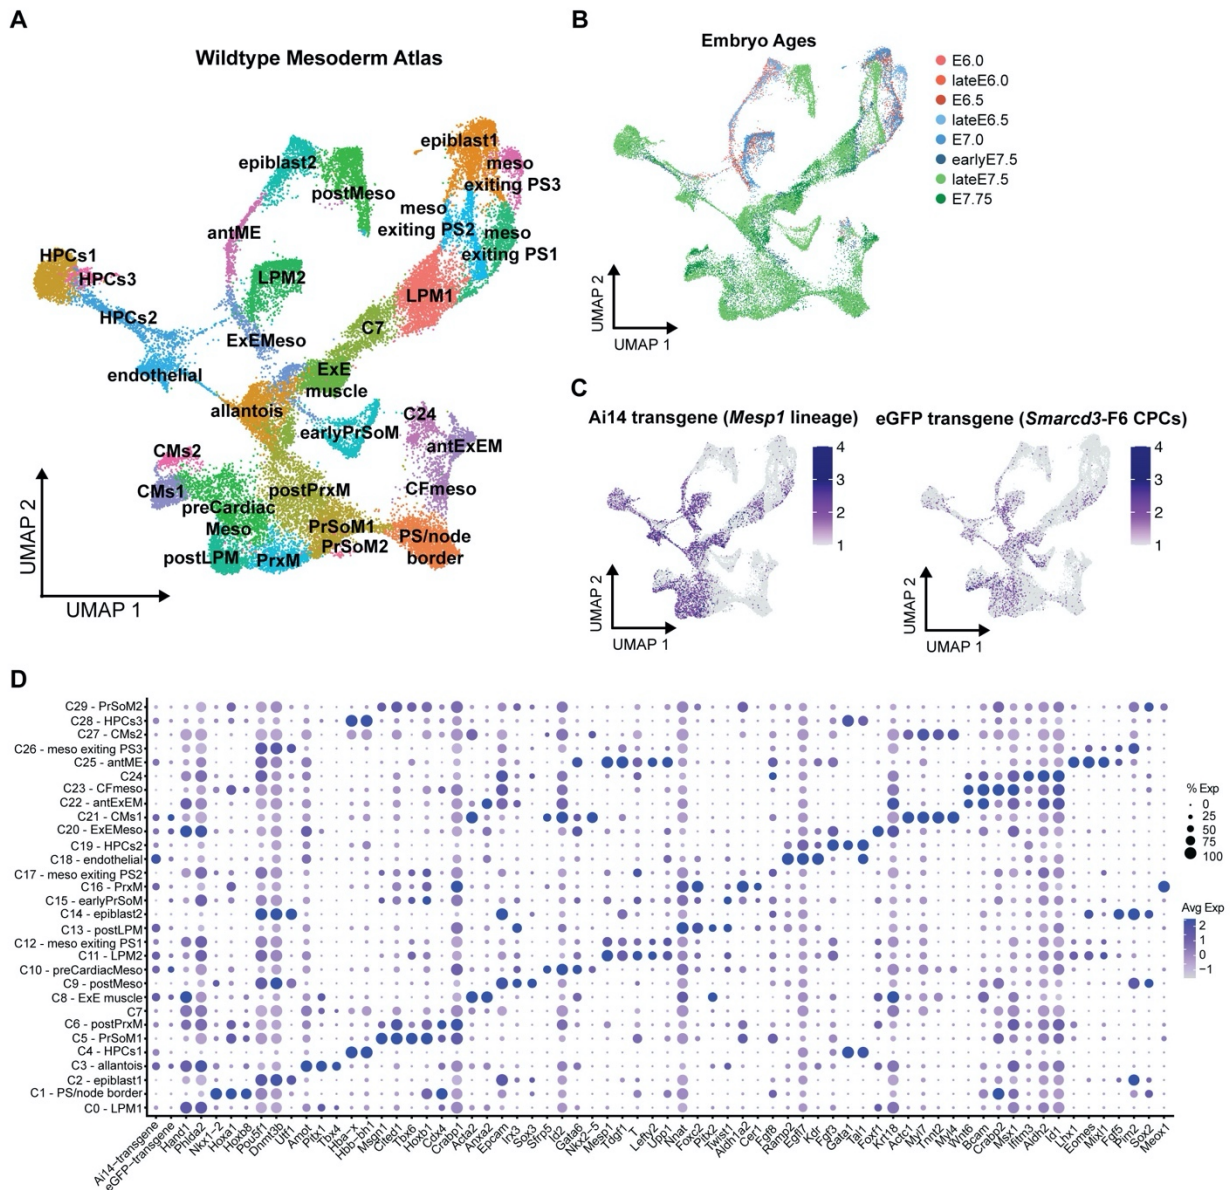 A
Wildtype Mesoderm Atlas
epiblast2
postMeso
epiblast1
meso
exiting PS3
meso
exiting PS2
meso
exiting PS1
antME
HPCs1
HPCs3
LPM2
HPCs2
LPM1
C7
ExEMeso
endothelial
ExE
muscle
allantois
earlyPrSoM
C24
antExEM
CMs2
CMs1
postPrxM
CFmeso
preCardiac
Meso
PrSoM1
PrSoM2
PS/node
border
postLPM
PrxM
UMAP 2
UMAP 1
B
Embryo Ages
E6.0
lateE6.0
E6.5
lateE6.5
E7.0
earlyE7.5
lateE7.5
E7.75
UMAP 2
UMAP 1
C
Ai14 transgene (Mesp1 lineage)
4
3
2
1
UMAP 2
UMAP 1
eGFP transgene (Smarcd3-F6 CPCs)
4
3
2
1
UMAP 2
UMAP 1
D
C29 - PrSoM2
C28 - HPCs3
C27 - CMs2
C26 - meso exiting PS3
C25 - antME
C24
C23 - CFmeso
C22 - antExEM
C21 - CMs1
C20 - ExEMeso
C19 - HPCs2
C18 - endothelial
C17 - meso exiting PS2
C16 - PrxM
C15 - earlyPrSoM
C14 - epiblast2
C13 - postLPM
C12 - meso exiting PS1
C11 - LPM2
C10 - preCardiacMeso
C9 - postMeso
C8 - ExE muscle
C7
C6 - postPrxM
C5 - PrSoM1
C4 - HPCs1
C3 - allantois
C2 - epiblast1
C1 - PS/node border
C0 - LPM1
Ai14-transgene
eGFP-transgene
Hand1
Phlda2
Nkx1-2
Hoxa1
Hoxb8
Pou5f1
Dnmt3b
Utf1
Amot
Pitx1
Tbx4
Hba-x
Hbb-bh1
Msgn1
Cited1
Tbx6
Hoxb1
Cdx4
Crabp1
Acta2
Anxa2
Epcam
Irx3
Sox3
Sfrp5
Id2
Gata6
Nkx2-5
Mesp1
Tdgf1
T
Lefty2
Upp1
Nnat
Foxc2
Pitx2
Twist1
Aldh1a2
Cer1
Fgf8
Ramp2
Egfl7
Kdr
Fgf3
Gata1
Tal1
Foxf1
Krt18
Actc1
Myl7
Tnnt2
Myl4
Wnt6
Bcam
Crabp2
Msx1
Ifitm3
Aldh2
Id1
Lhx1
Eomes
Mixl1
Fgf5
Pim2
Sox2
Meox1
% Exp
0
25
50
75
100
Avg Exp
2
1
0
−1